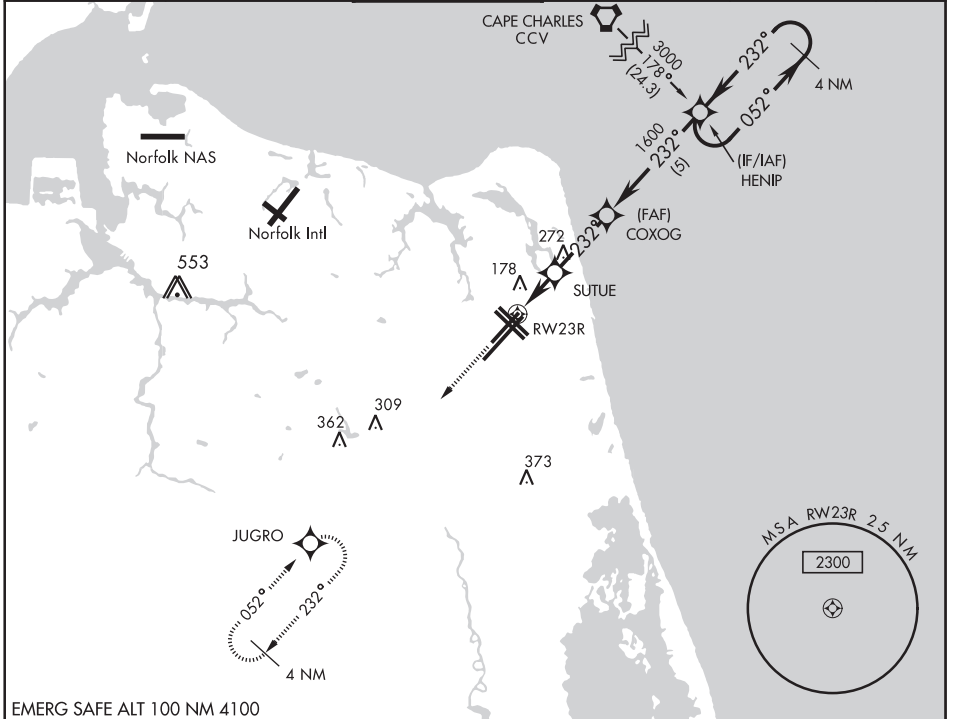 CAPE CHARLES
CCV
3000
178°
(24.3)
232°
052°
4 NM
Norfolk NAS
1600
232°
(5)
(IF/IAF)
HENIP
Norfolk Intl
(FAF)
COXOG
272
232°
553
178
SUTUE
RW23R
309
362
373
MSA RW23R 25 NM
2300
JUGRO
052°
232°
4 NM
EMERG SAFE ALT 100 NM 4100